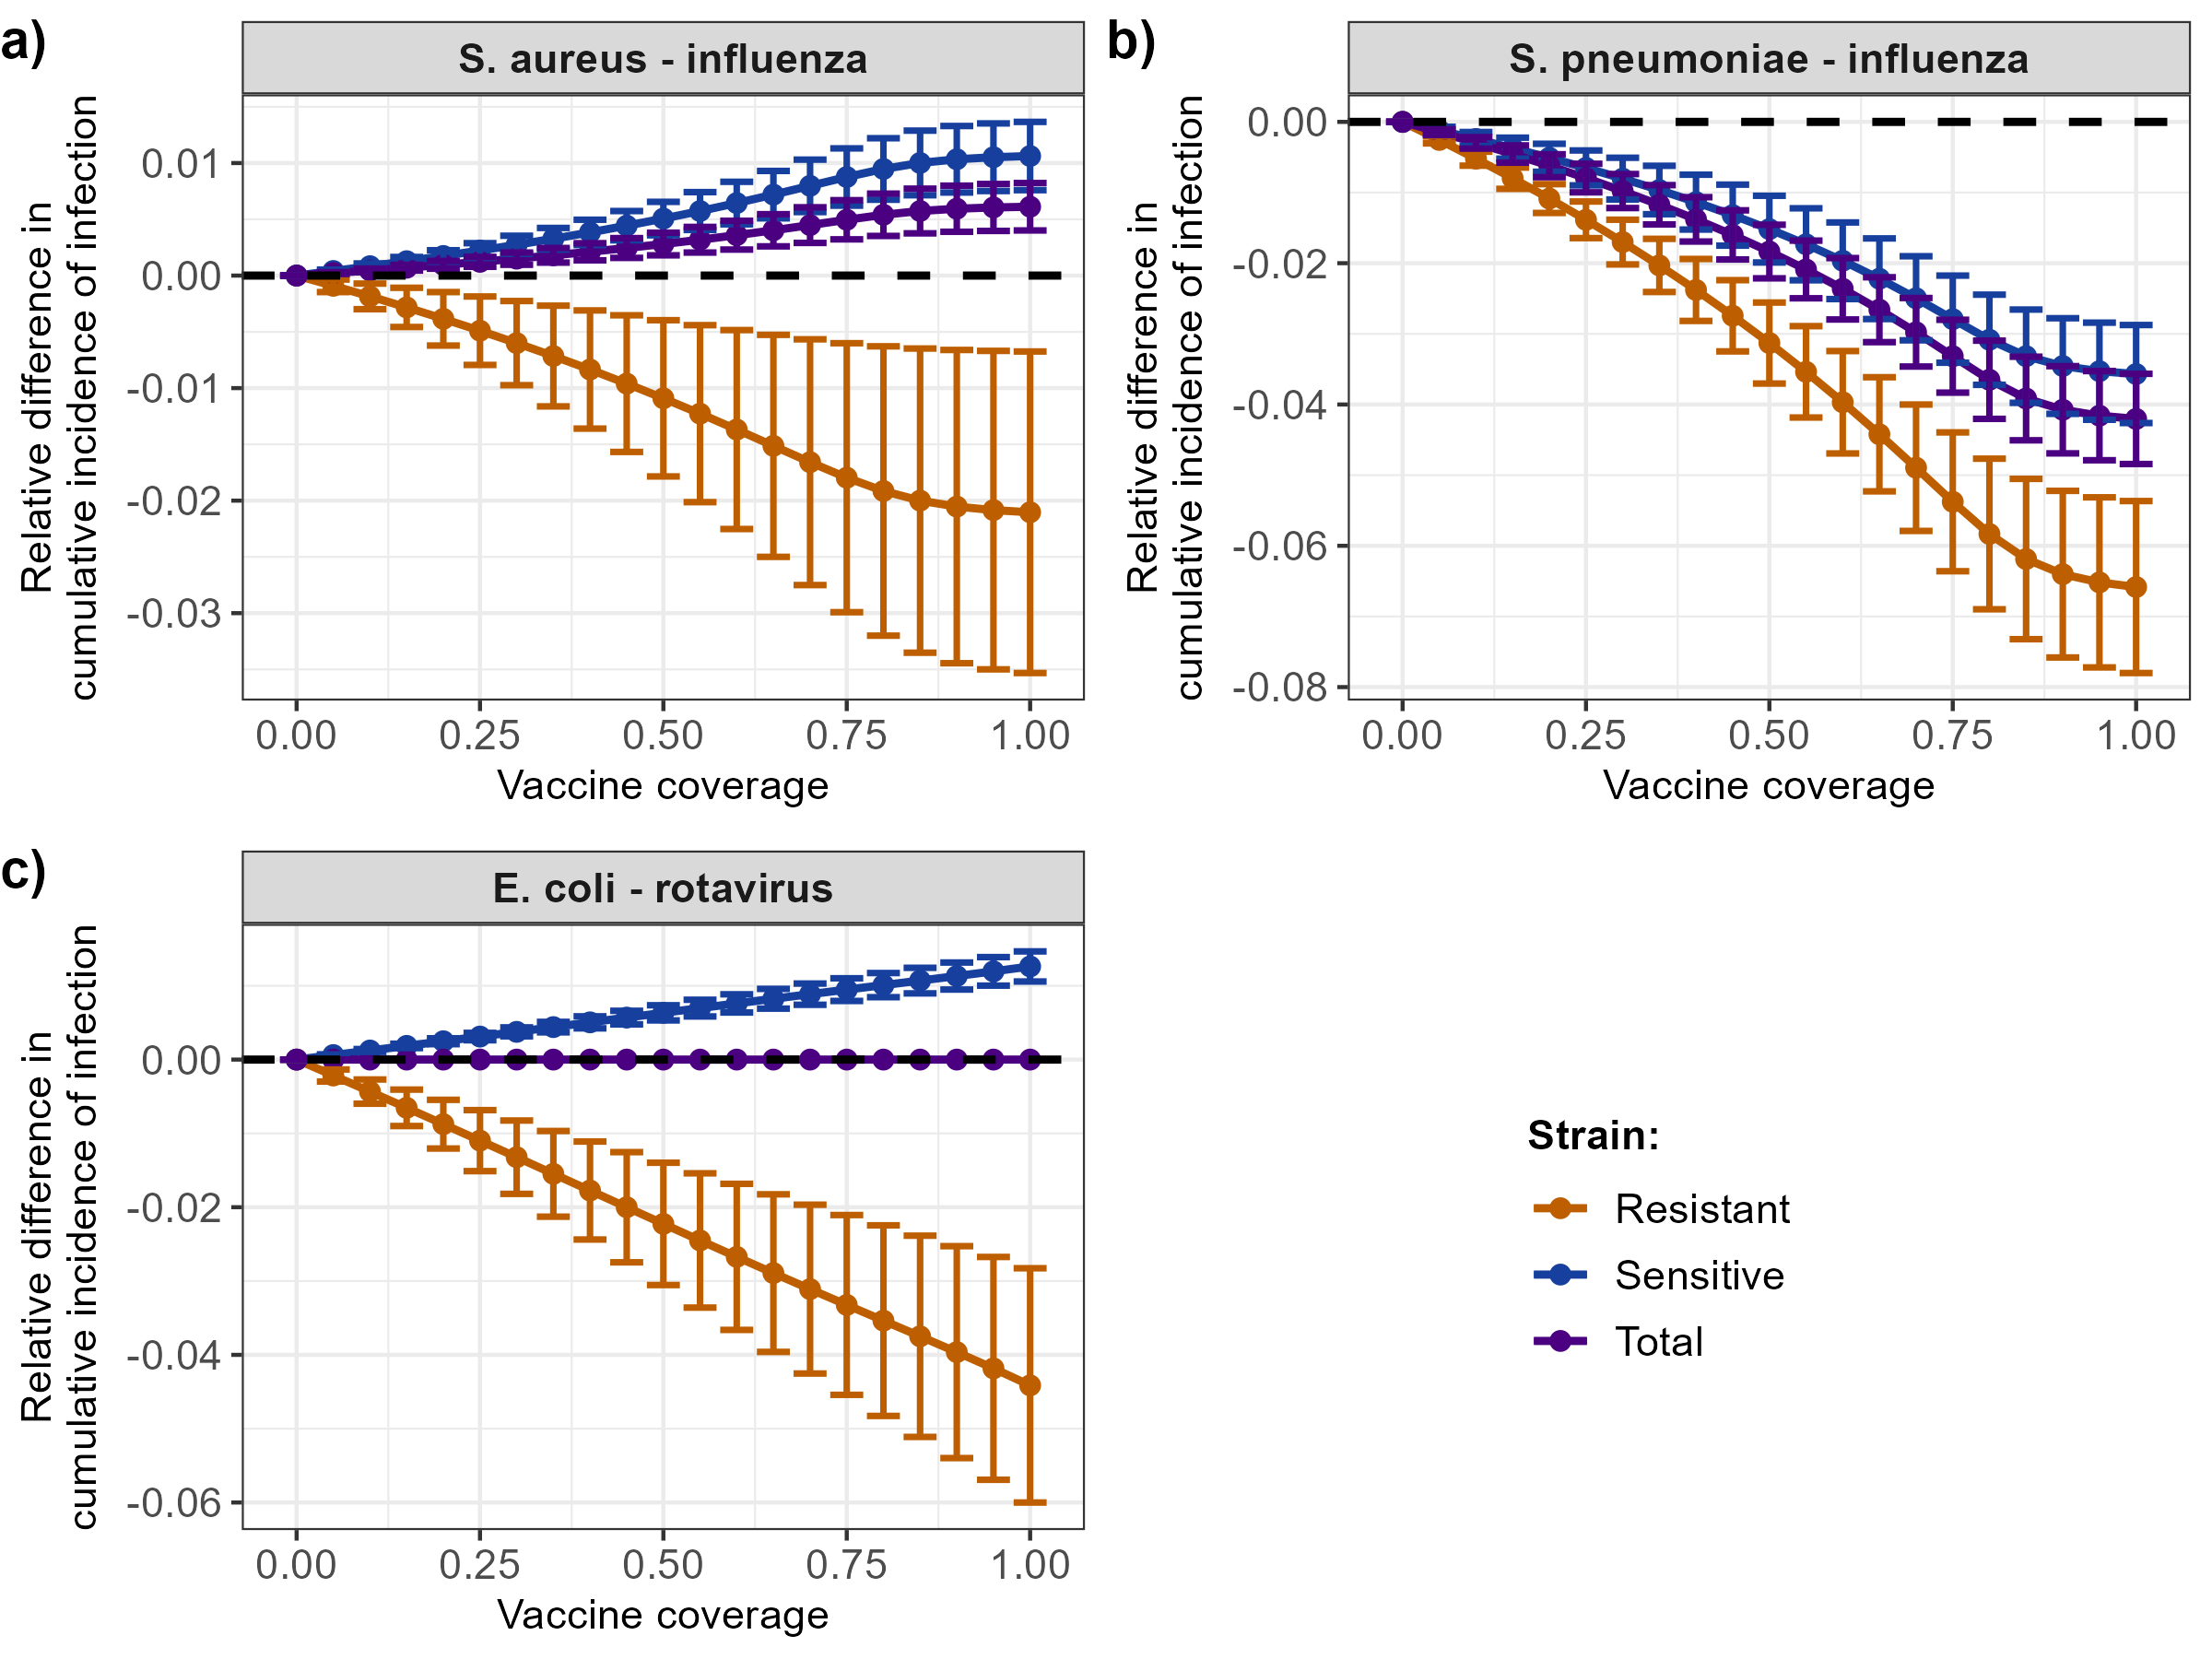 a)
S. aureus - influenza
Relative difference in
cumulative incidence of infection
0.01
0.00
-0.01
-0.02
-0.03
0.00 0.25 0.50 0.75 1.00
Vaccine coverage
b)
S. pneumoniae - influenza
Relative difference in
cumulative incidence of infection
0.00
-0.02
-0.04
-0.06
-0.08
0.00 0.25 0.50 0.75 1.00
Vaccine coverage
c)
E. coli - rotavirus
Relative difference in
cumulative incidence of infection
0.00
-0.02
-0.04
-0.06
0.00 0.25 0.50 0.75 1.00
Vaccine coverage
Strain:
Resistant
Sensitive
Total